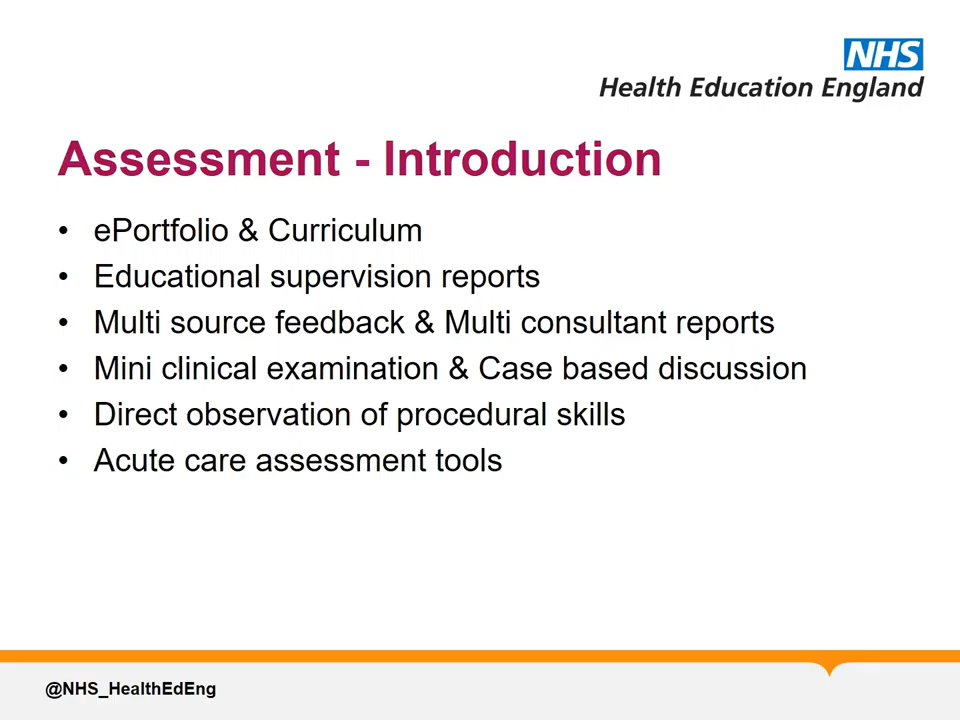 NHS
Health Education England
Assessment - Introduction
• ePortfolio & Curriculum
• Educational supervision reports
• Multi source feedback & Multi consultant reports
• Mini clinical examination & Case based discussion
• Direct observation of procedural skills
• Acute care assessment tools
@NHS_HealthEdEng